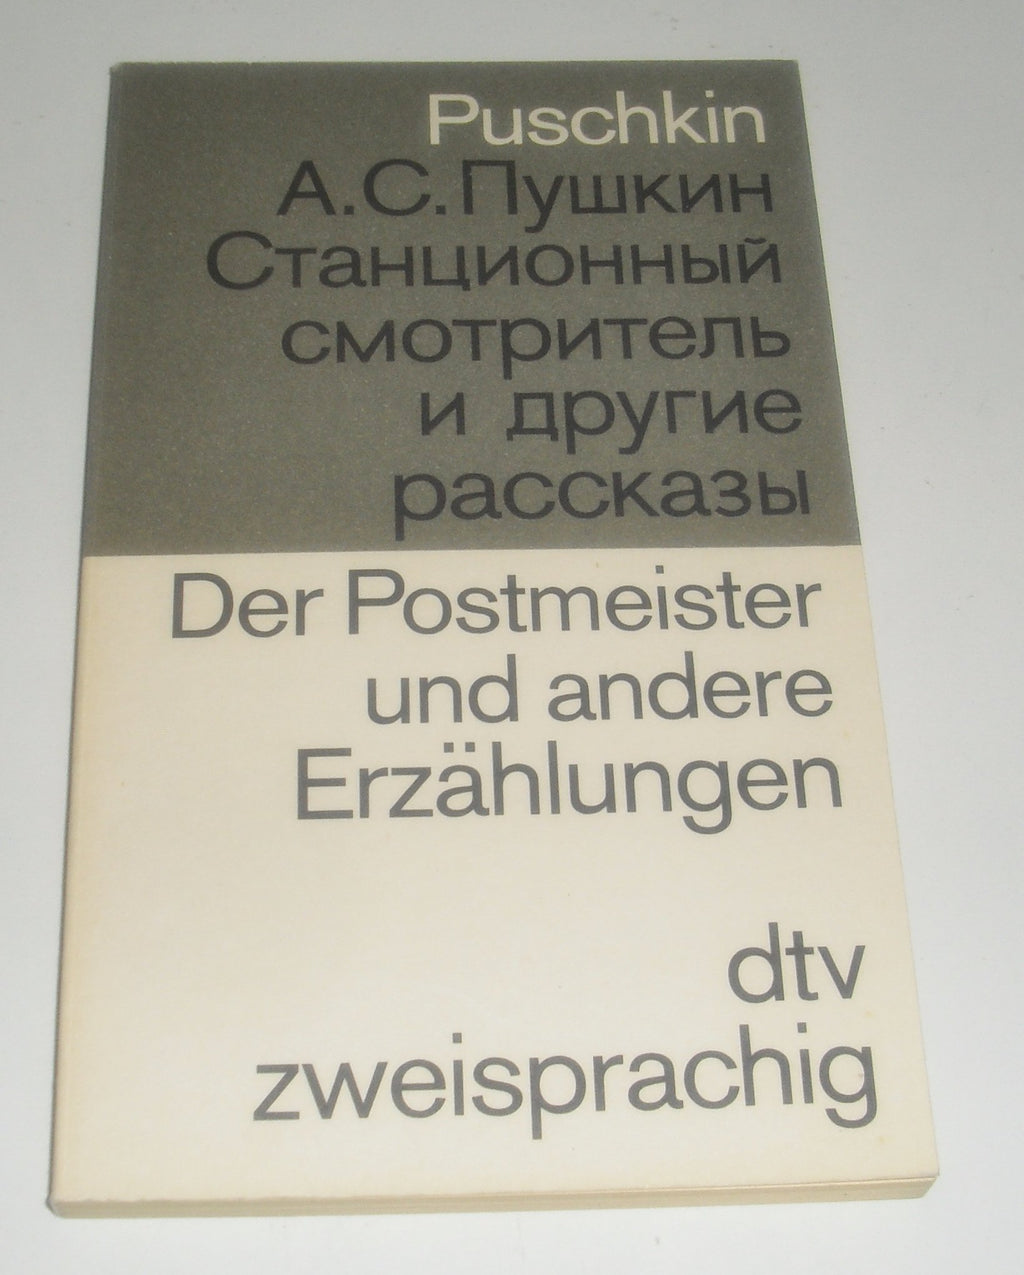 Puschkin
А.С.Пушкин
Станционный
смотритель
и другие
рассказы
Der Postmeister
und andere
Erzählungen
dtv
zweisprachig